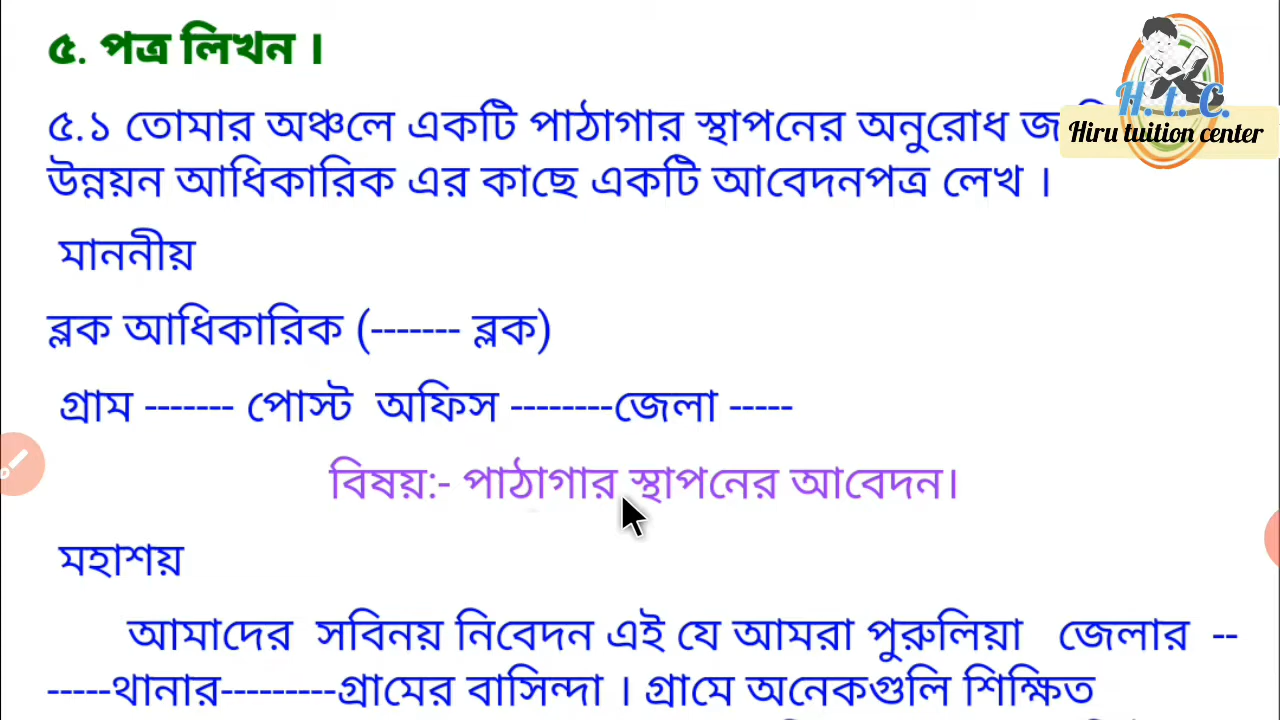 ৫. পত্র লিখন ।
৫.১ তোমার অঞ্চলে একটি পাঠাগার স্থাপনের অনুরোধ
উন্নয়ন আধিকারিক এর কাছে একটি আবেদনপত্র লেখ ।
H. t. C.
Hiru tuition center
মাননীয়
ব্লক আধিকারিক (------- ব্লক)
গ্রাম ------- পোস্ট অফিস --------জেলা -----
বিষয়:- পাঠাগার স্থাপনের আবেদন।
মহাশয়
আমাদের সবিনয় নিবেদন এই যে আমরা পুরুলিয়া জেলার --
-----থানার---------গ্রামের বাসিন্দা । গ্রামে অনেকগুলি শিক্ষিত